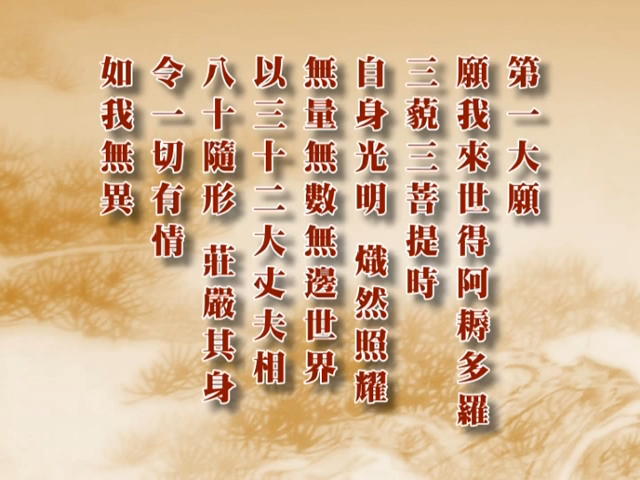 第一大願
願我來世得阿耨多羅
三藐三菩提時
自身光明　熾然照耀
無量無數無邊世界
以三十二大丈夫相
八十隨形　莊嚴其身
令一切有情
如我無異